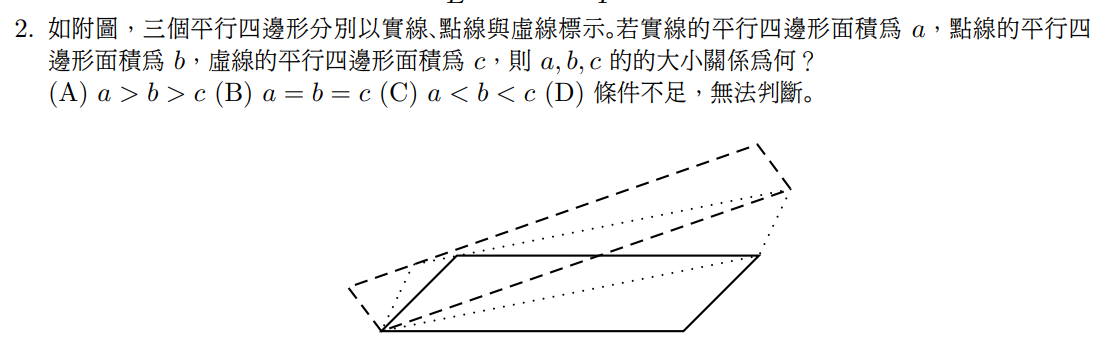 2. 如附圖，三個平行四邊形分別以實線、點線與虛線標示。若實線的平行四邊形面積爲 a，點線的平行四
邊形面積爲 b，虛線的平行四邊形面積爲 c，則 a, b, c 的的大小關係爲何？
(A) a > b > c (B) a = b = c (C) a < b < c (D) 條件不足，無法判斷。